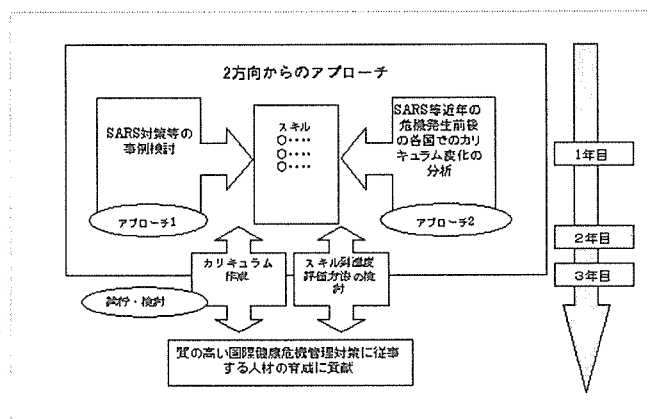 2方向からのアプローチ
SARS対策等の
事例検討
スキル
○・・・・
○・・・・
○・・・・
SARS等近年の
危機発生前後
の各国でのカリ
キュラム変化の
分析
アプローチ1
アプローチ2
1年目
2年目
3年目
カリキュラム
作成
スキル到達度
評価方法の検
討
試行・検討
質の高い国際健康危機管理対策に従事
する人材の育成に貢献